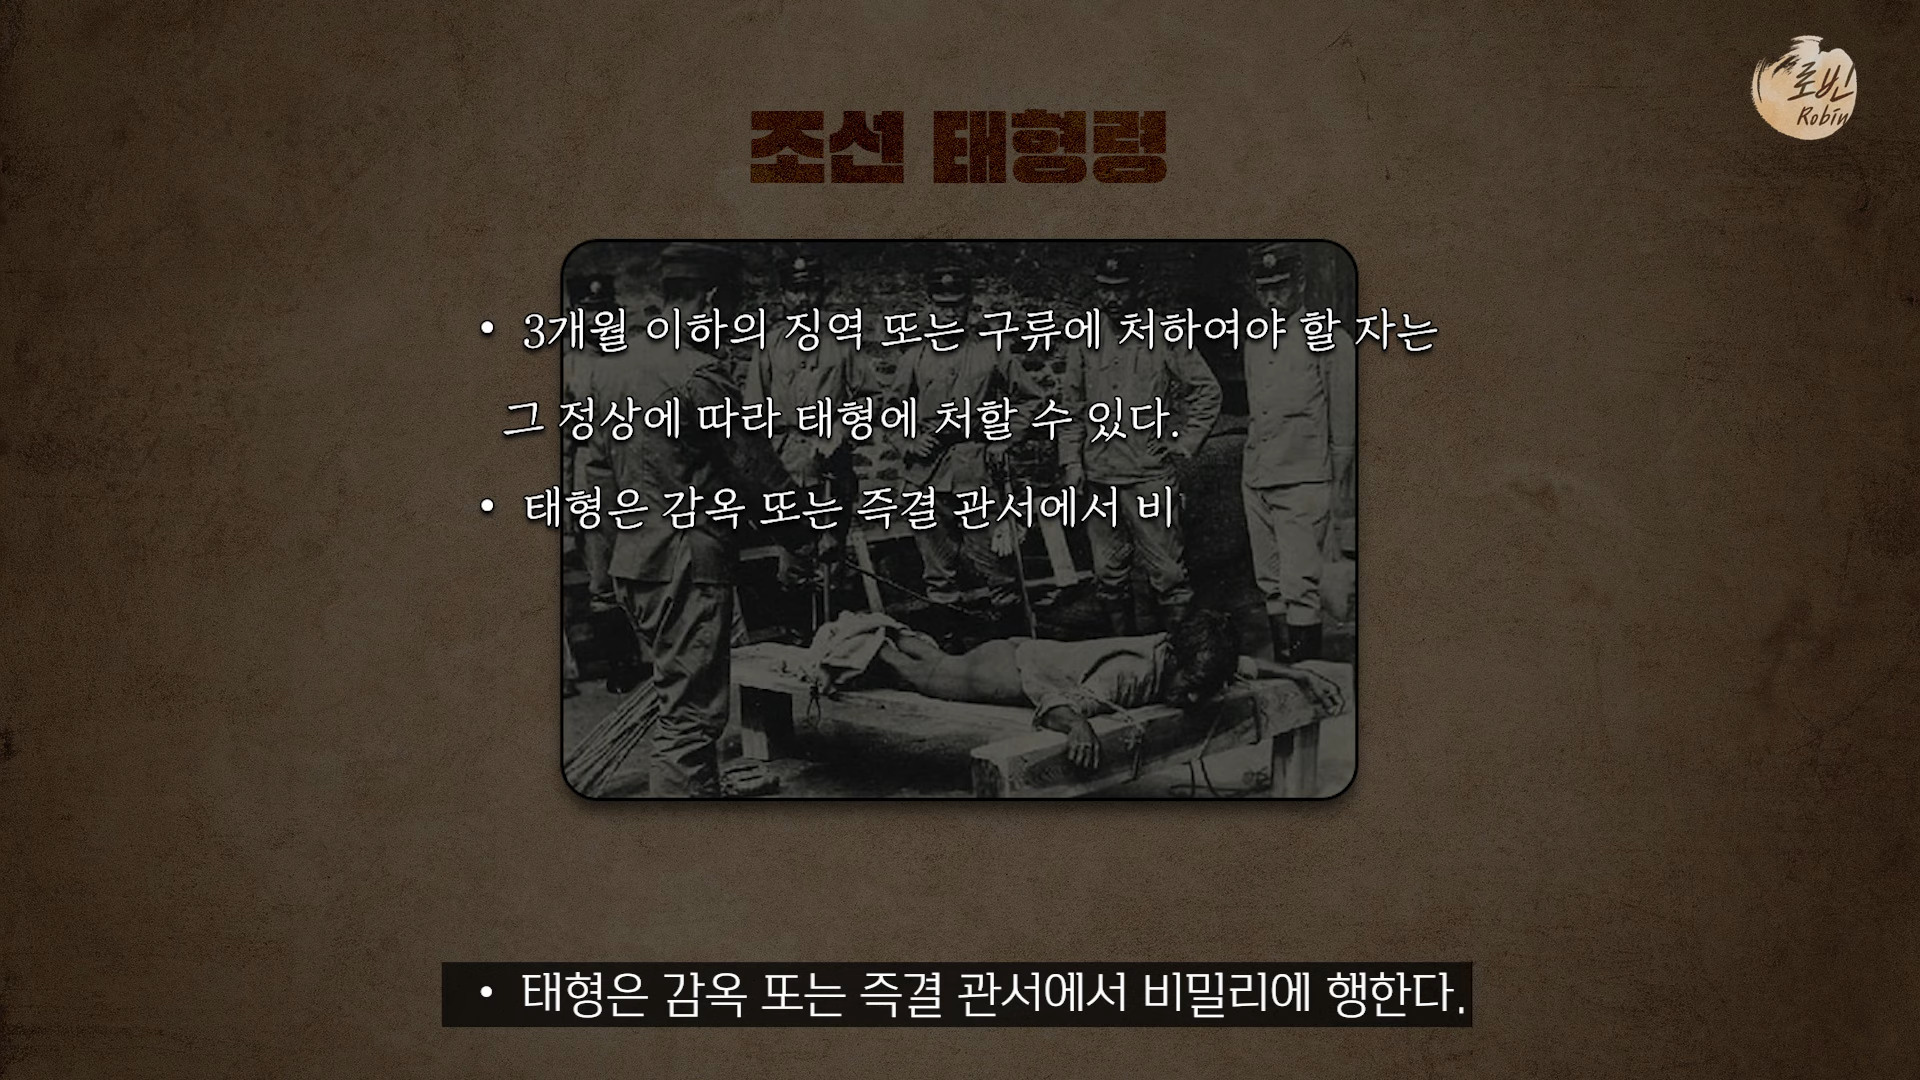 로빈
Robin
조선 태형령
• 3개월 이하의 징역 또는 구류에 처하여야 할 자는
그 정상에 따라 태형에 처할 수 있다.
• 태형은 감옥 또는 즉결 관서에서 비
• 태형은 감옥 또는 즉결 관서에서 비밀리에 행한다.